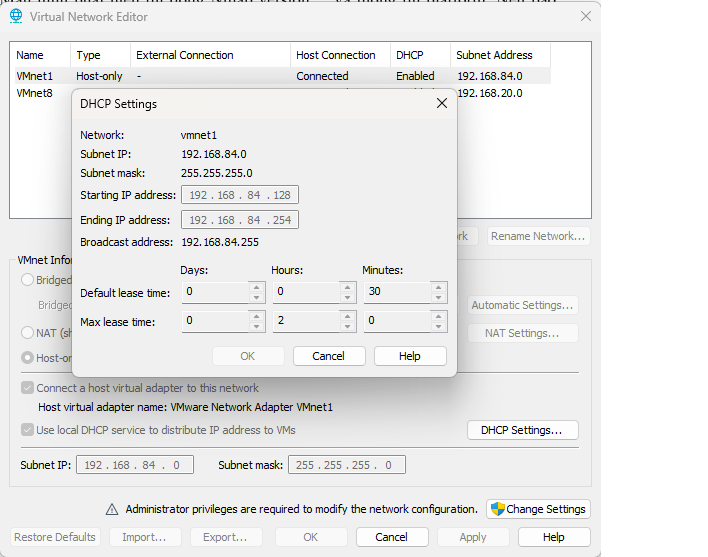 Virtual Network Editor
Name Type External Connection Host Connection DHCP Subnet Address
VMnet1 Host-only - Connected Enabled 192.168.84.0
VMnet8 192.168.20.0
DHCP Settings
Network: vmnet1
Subnet IP: 192.168.84.0
Subnet mask: 255.255.255.0
Starting IP address: 192 . 168 . 84 . 128
Ending IP address: 192 . 168 . 84 . 254
Broadcast address: 192.168.84.255
Days: Hours: Minutes:
Default lease time: 0 0 30
Max lease time: 0 2 0
OK Cancel Help
Rename Network...
VMnet
Bridged
Bridged
Automatic Settings...
NAT
NAT Settings...
Connect a host virtual adapter to this network
Host virtual adapter name: VMware Network Adapter VMnet1
Use local DHCP service to distribute IP address to VMs
DHCP Settings...
Subnet IP: 192 . 168 . 84 . 0 Subnet mask: 255 . 255 . 255 . 0
Administrator privileges are required to modify the network configuration. Change Settings
Restore Defaults Import... Export... OK Cancel Apply Help